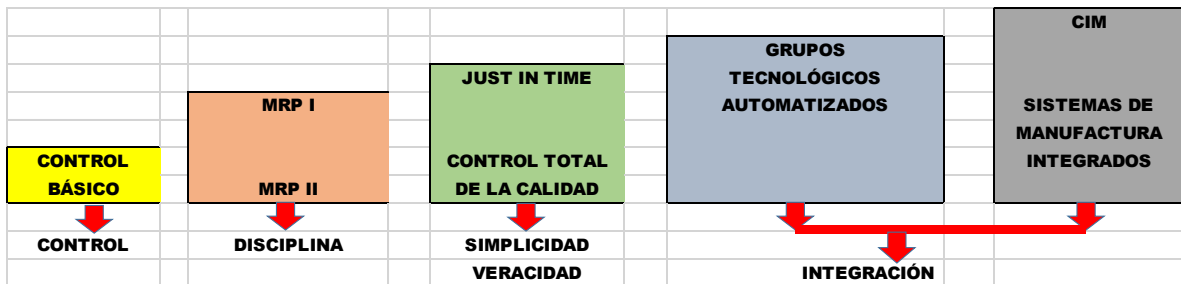 CONTROL
BÁSICO
CONTROL
MRP I
MRP II
DISCIPLINA
JUST IN TIME
CONTROL TOTAL
DE LA CALIDAD
SIMPLICIDAD
VERACIDAD
GRUPOS
TECNOLÓGICOS
AUTOMATIZADOS
CIM
SISTEMAS DE
MANUFACTURA
INTEGRADOS
INTEGRACIÓN